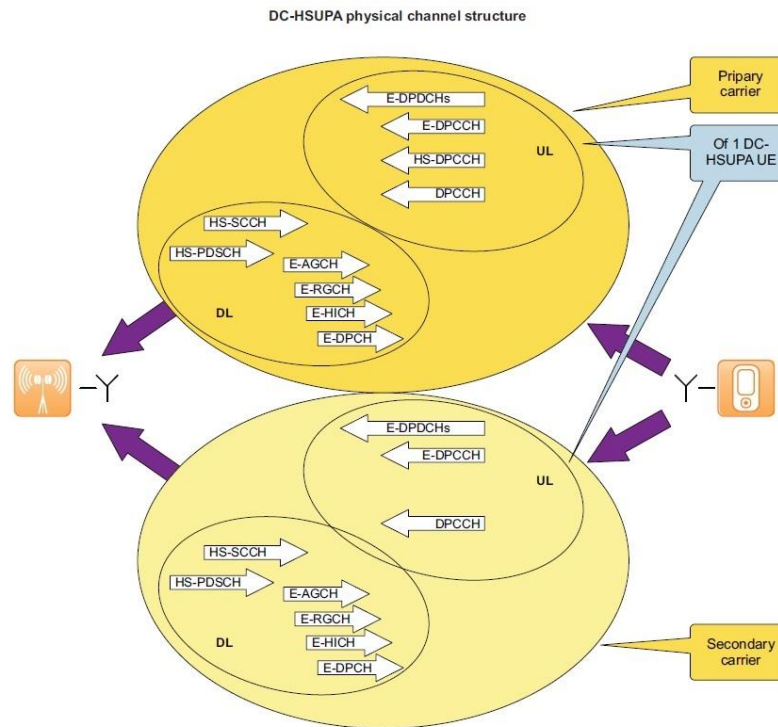 DC-HSUPA physical channel structure
Pripary
carrier
E-DPDCHs
E-DPCCH
UL
HS-DPCCH
DPCCH
Of 1 DC-
HSUPA UE
HS-SCCH
HS-PDSCH
E-AGCH
E-RGCH
DL
E-HICH
E-DPCH
E-DPDCHs
E-DPCCH
UL
DPCCH
HS-SCCH
HS-PDSCH
E-AGCH
E-RGCH
DL
E-HICH
E-DPCH
Secondary
carrier